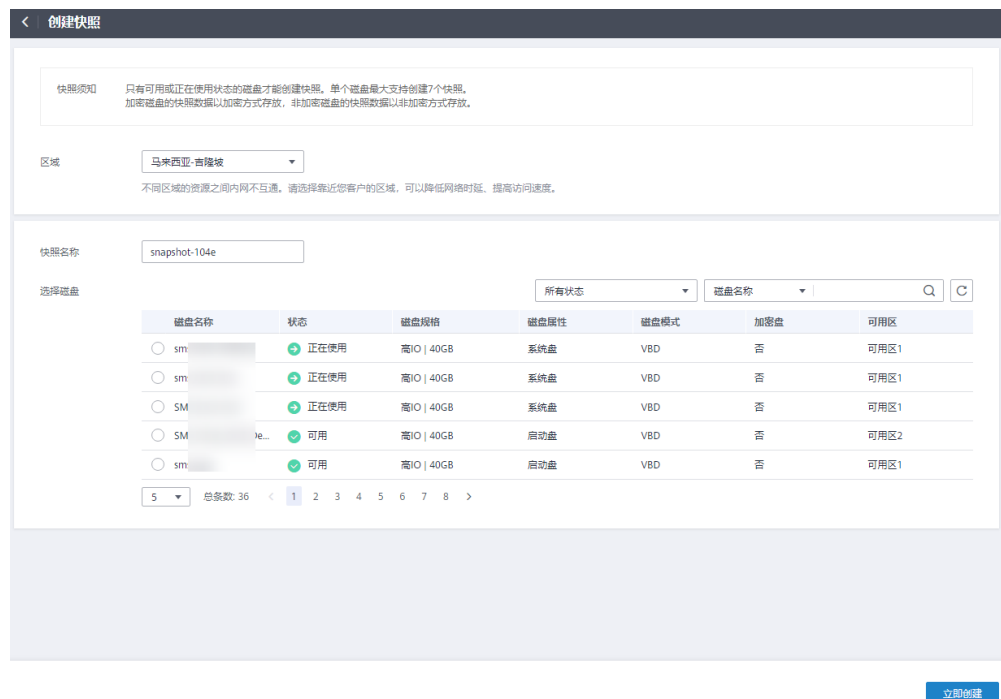 创建快照
快照须知 只有可用或正在使用状态的磁盘才能创建快照。单个磁盘最大支持创建7个快照。
加密磁盘的快照数据以加密方式存放，非加密磁盘的快照数据以非加密方式存放。
区域 马来西亚-吉隆坡
不同区域的资源之间内网不互通。请选择靠近您客户的区域，可以降低网络时延、提高访问速度。
快照名称 snapshot-104e
选择磁盘 所有状态 磁盘名称
磁盘名称 状态 磁盘规格 磁盘属性 磁盘模式 加密盘 可用区
sm 正在使用 高IO | 40GB 系统盘 VBD 否 可用区1
sm 正在使用 高IO | 40GB 系统盘 VBD 否 可用区1
SM 正在使用 高IO | 40GB 系统盘 VBD 否 可用区1
SM e... 可用 高IO | 40GB 启动盘 VBD 否 可用区2
sm 可用 高IO | 40GB 启动盘 VBD 否 可用区1
5 总条数: 36 < 1 2 3 4 5 6 7 8 >
立即创建